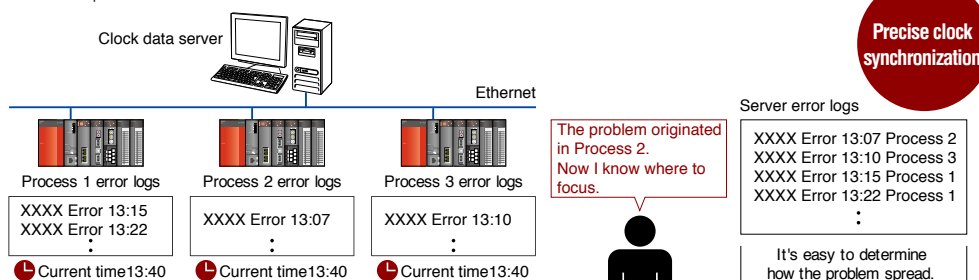 Clock data server
Ethernet
Precise clock
synchronization
Process 1 error logs
XXXX Error 13:15
XXXX Error 13:22
Current time13:40
Process 2 error logs
XXXX Error 13:07
Current time13:40
Process 3 error logs
XXXX Error 13:10
Current time13:40
The problem originated
in Process 2.
Now I know where to
focus.
Server error logs
XXXX Error 13:07 Process 2
XXXX Error 13:10 Process 3
XXXX Error 13:15 Process 1
XXXX Error 13:22 Process 1
It's easy to determine
how the problem spread.